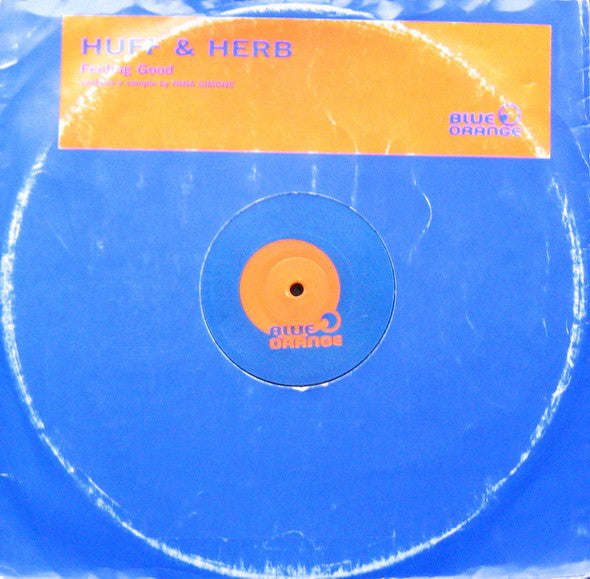 HUFF & HERB
Feeling Good
contains a sample by NINA SIMONE
BLUE
ORANGE
BLUE
ORANGE